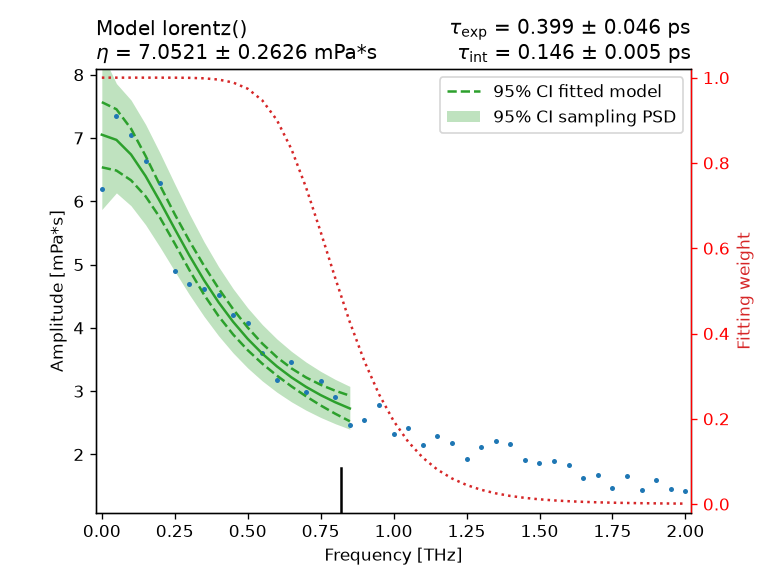 Model lorentz()
η = 7.0521 ± 0.2626 mPa*s
τexp = 0.399 ± 0.046 ps
τint = 0.146 ± 0.005 ps
95% CI fitted model
95% CI sampling PSD
Amplitude [mPa*s]
8
7
6
5
4
3
2
1.0
0.8
0.6
0.4
0.2
0.0
Fitting weight
0.00 0.25 0.50 0.75 1.00 1.25 1.50 1.75 2.00
Frequency [THz]